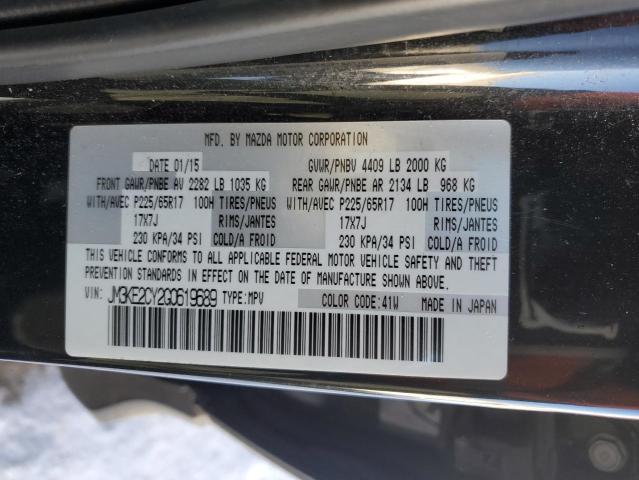 MFD. BY MAZDA MOTOR CORPORATION
DATE 01/15 GVWR/PNBV 4409 LB 2000 KG
FRONT GAWR/PNBE AV 2282 LB 1035 KG REAR GAWR/PNBE AR 2134 LB 968 KG
WITH/AVEC P225/65R17 100H TIRES/PNEUS WITH/AVEC P225/65R17 100H TIRES/PNEUS
17X7J RIMS/JANTES 17X7J RIMS/JANTES
230 KPA/34 PSI COLD/A FROID 230 KPA/34 PSI COLD/A FROID
THIS VEHICLE CONFORMS TO ALL APPLICABLE FEDERAL MOTOR VEHICLE SAFETY AND THEFT
PREVENTION STANDARDS IN EFFECT ON THE DATE OF MANUFACTURE SHOWN ABOVE.
VIN: JM3KE2CY2G0619689 TYPE:MPV COLOR CODE:41W MADE IN JAPAN